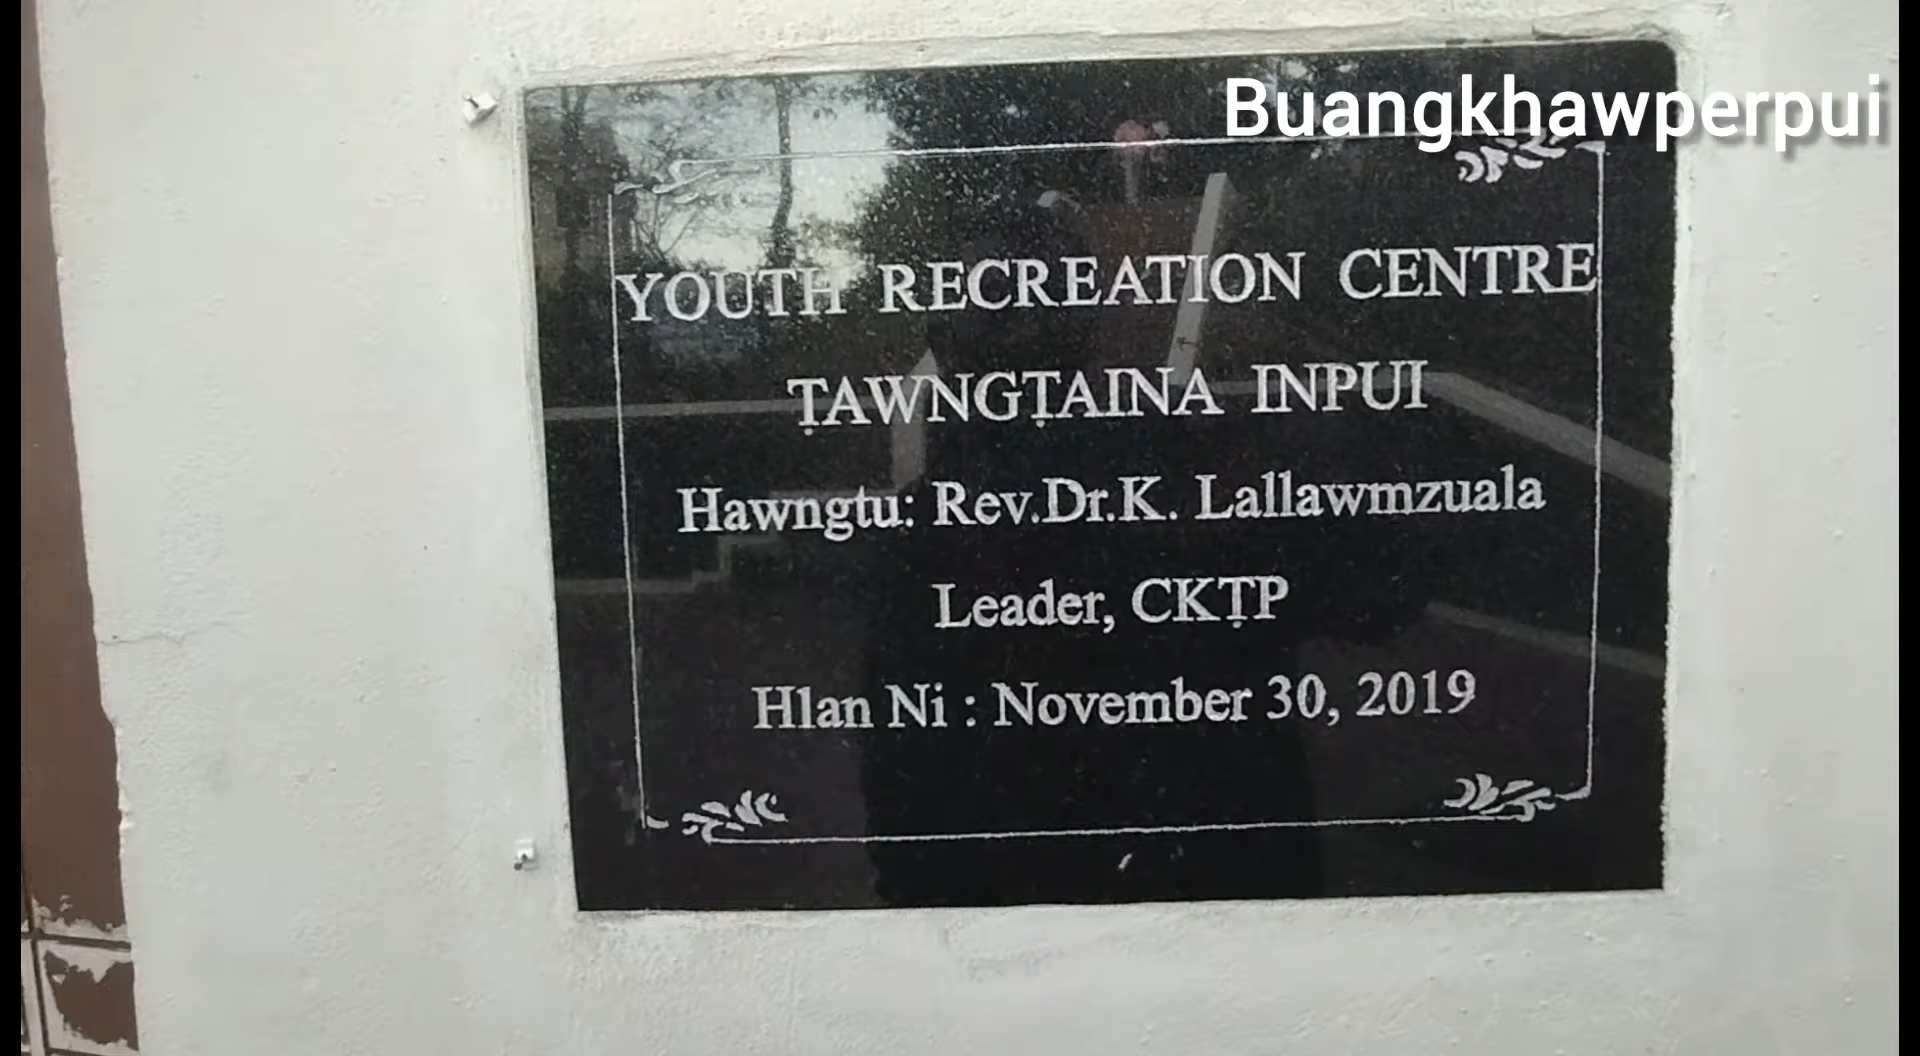 Buangkhawperpui
YOUTH RECREATION CENTRE
ṬAWNGṬAINA INPUI
Hawngtu: Rev.Dr.K. Lallawmzuala
Leader, CKṬP
Hlan Ni : November 30, 2019